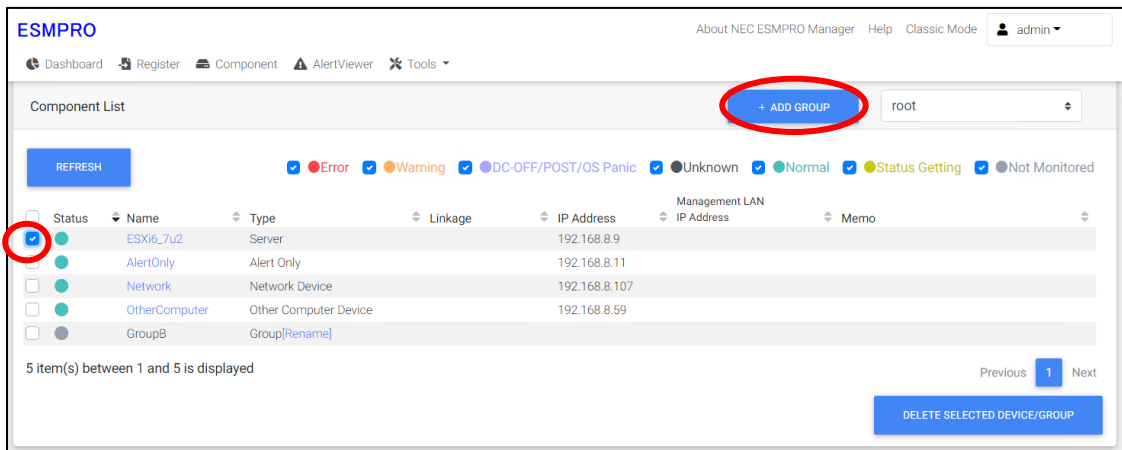 ESMPRO
About NEC ESMPRO Manager Help Classic Mode admin
Dashboard Register Component AlertViewer Tools
Component List
+ ADD GROUP
root
REFRESH
Error Warning DC-OFF/POST/OS Panic Unknown Normal Status Getting Not Monitored
Status Name Type Linkage IP Address Management LAN IP Address Memo
ESXi6_7u2 Server 192.168.8.9
AlertOnly Alert Only 192.168.8.11
Network Network Device 192.168.8.107
OtherComputer Other Computer Device 192.168.8.59
GroupB Group[Rename]
5 item(s) between 1 and 5 is displayed
Previous 1 Next
DELETE SELECTED DEVICE/GROUP